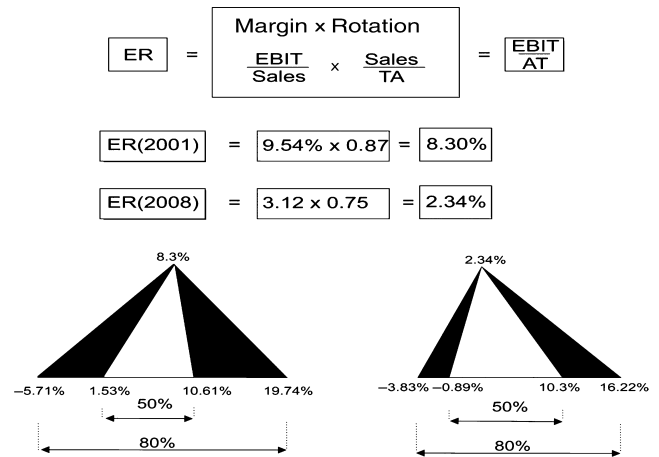 Margin x Rotation
ER = EBIT/Sales x Sales/TA = EBIT/AT
ER(2001) = 9.54% x 0.87 = 8.30%
ER(2008) = 3.12 x 0.75 = 2.34%
8.3%
2.34%
–5.71% 1.53% 10.61% 19.74%
–3.83% –0.89% 10.3% 16.22%
50%
50%
80%
80%